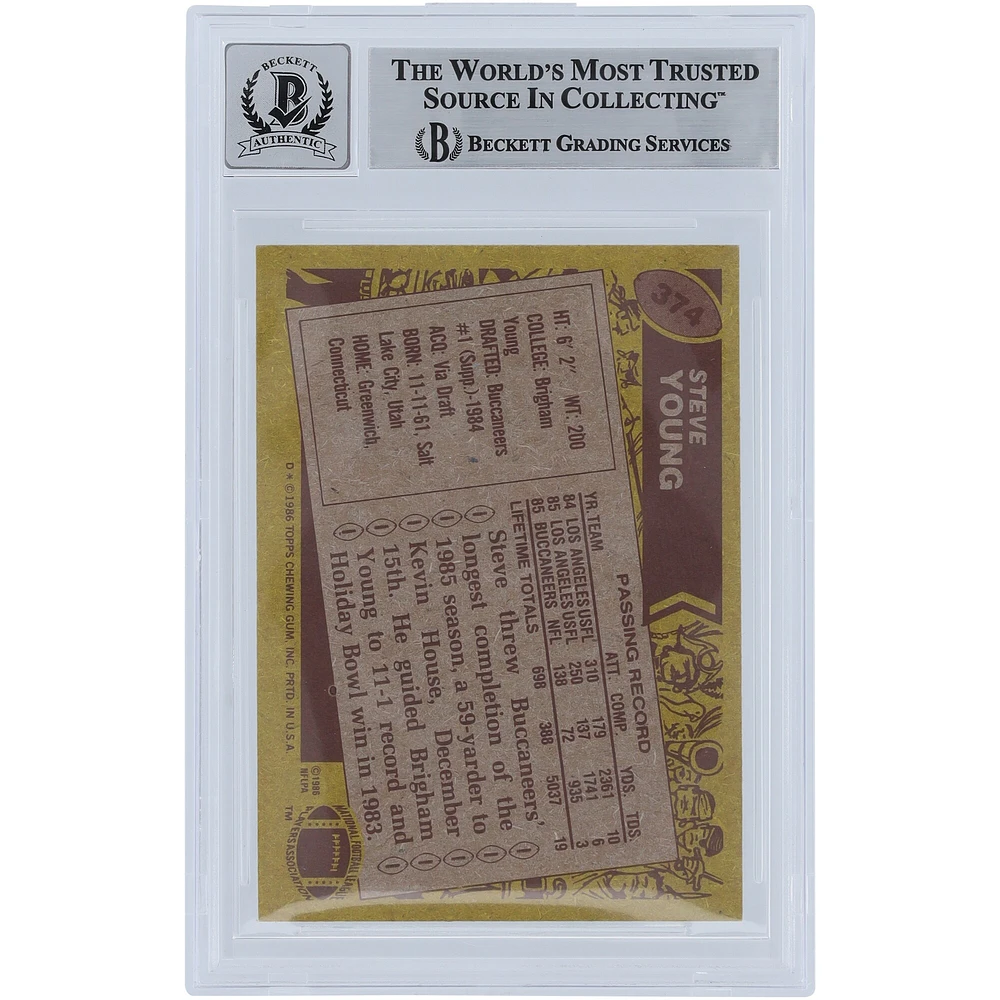 BECKETT
B
AUTHENTIC
THE WORLD'S MOST TRUSTED
SOURCE IN COLLECTING™
B BECKETT GRADING SERVICES
374
STEVE
YOUNG
HT: 6' 2" WT: 200
COLLEGE: Brigham
Young
DRAFTED: Buccaneers
#1 (Supp.)-1984
ACQ: Via Draft
BORN: 11-11-61, Salt
Lake City, Utah
HOME: Greenwich,
Connecticut
PASSING RECORD
YR. TEAM ATT. COMP. YDS. TDS.
84 LOS ANGELES USFL 310 179 2361 10
85 LOS ANGELES USFL 250 137 1741 6
85 BUCCANEERS NFL 138 72 935 3
LIFETIME TOTALS 698 388 5037 19
Steve threw Buccaneers'
longest completion of the
1985 season, a 59-yarder to
Kevin House, December
15th. He guided Brigham
Young to 11-1 record and
Holiday Bowl win in 1983.
D * © 1986 TOPPS CHEWING GUM, INC. PRTD. IN U.S.A.
©1986
NFLPA
NATIONAL FOOTBALL LEAGUE
PLAYERS ASSOCIATION
TM